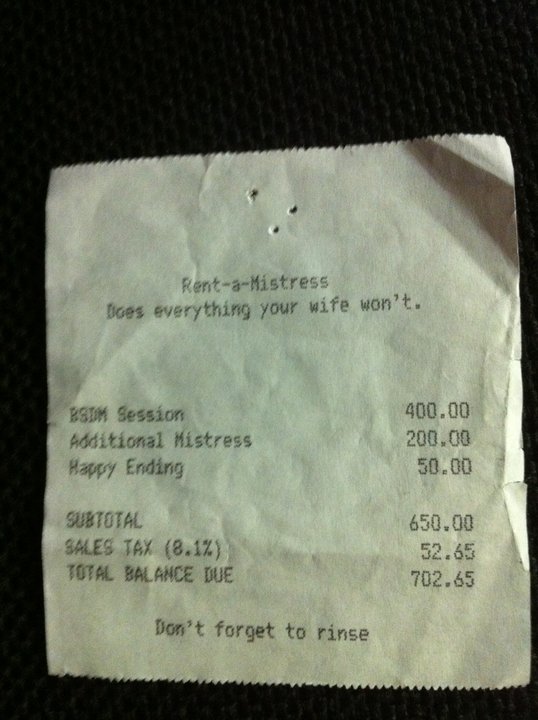 Rent-a-Mistress
Does everything your wife won't.
BSDM Session 400.00
Additional Mistress 200.00
Happy Ending 50.00
SUBTOTAL 650.00
SALES TAX (8.1%) 52.65
TOTAL BALANCE DUE 702.65
Don't forget to rinse